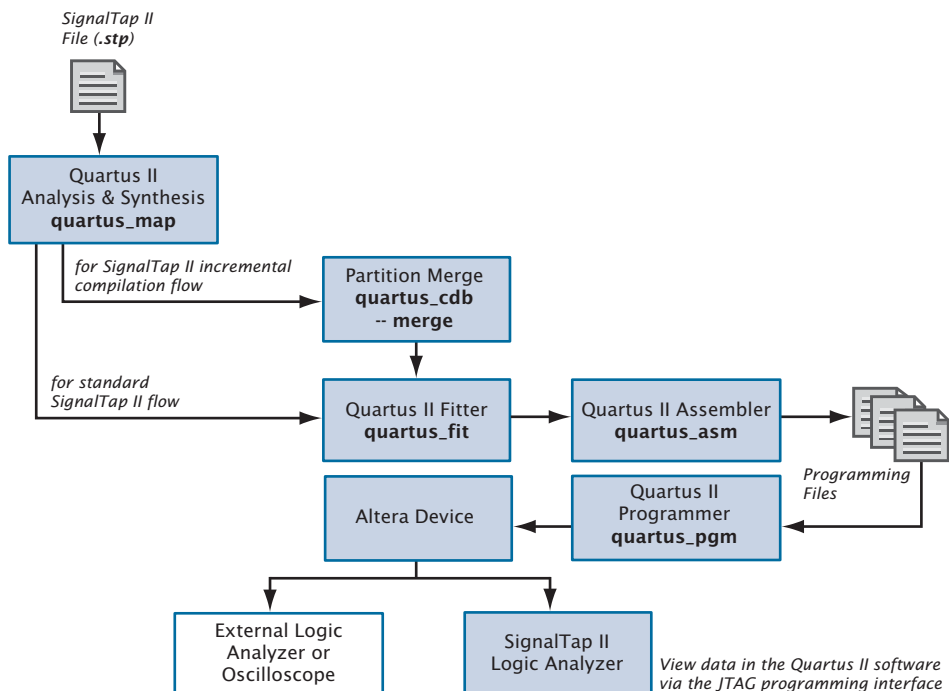 SignalTap II
File (.stp)
Quartus II
Analysis & Synthesis
quartus_map
for SignalTap II incremental
compilation flow
Partition Merge
quartus_cdb
-- merge
for standard
SignalTap II flow
Quartus II Fitter
quartus_fit
Quartus II Assembler
quartus_asm
Programming
Files
Quartus II
Programmer
quartus_pgm
Altera Device
External Logic
Analyzer or
Oscilloscope
SignalTap II
Logic Analyzer
View data in the Quartus II software
via the JTAG programming interface